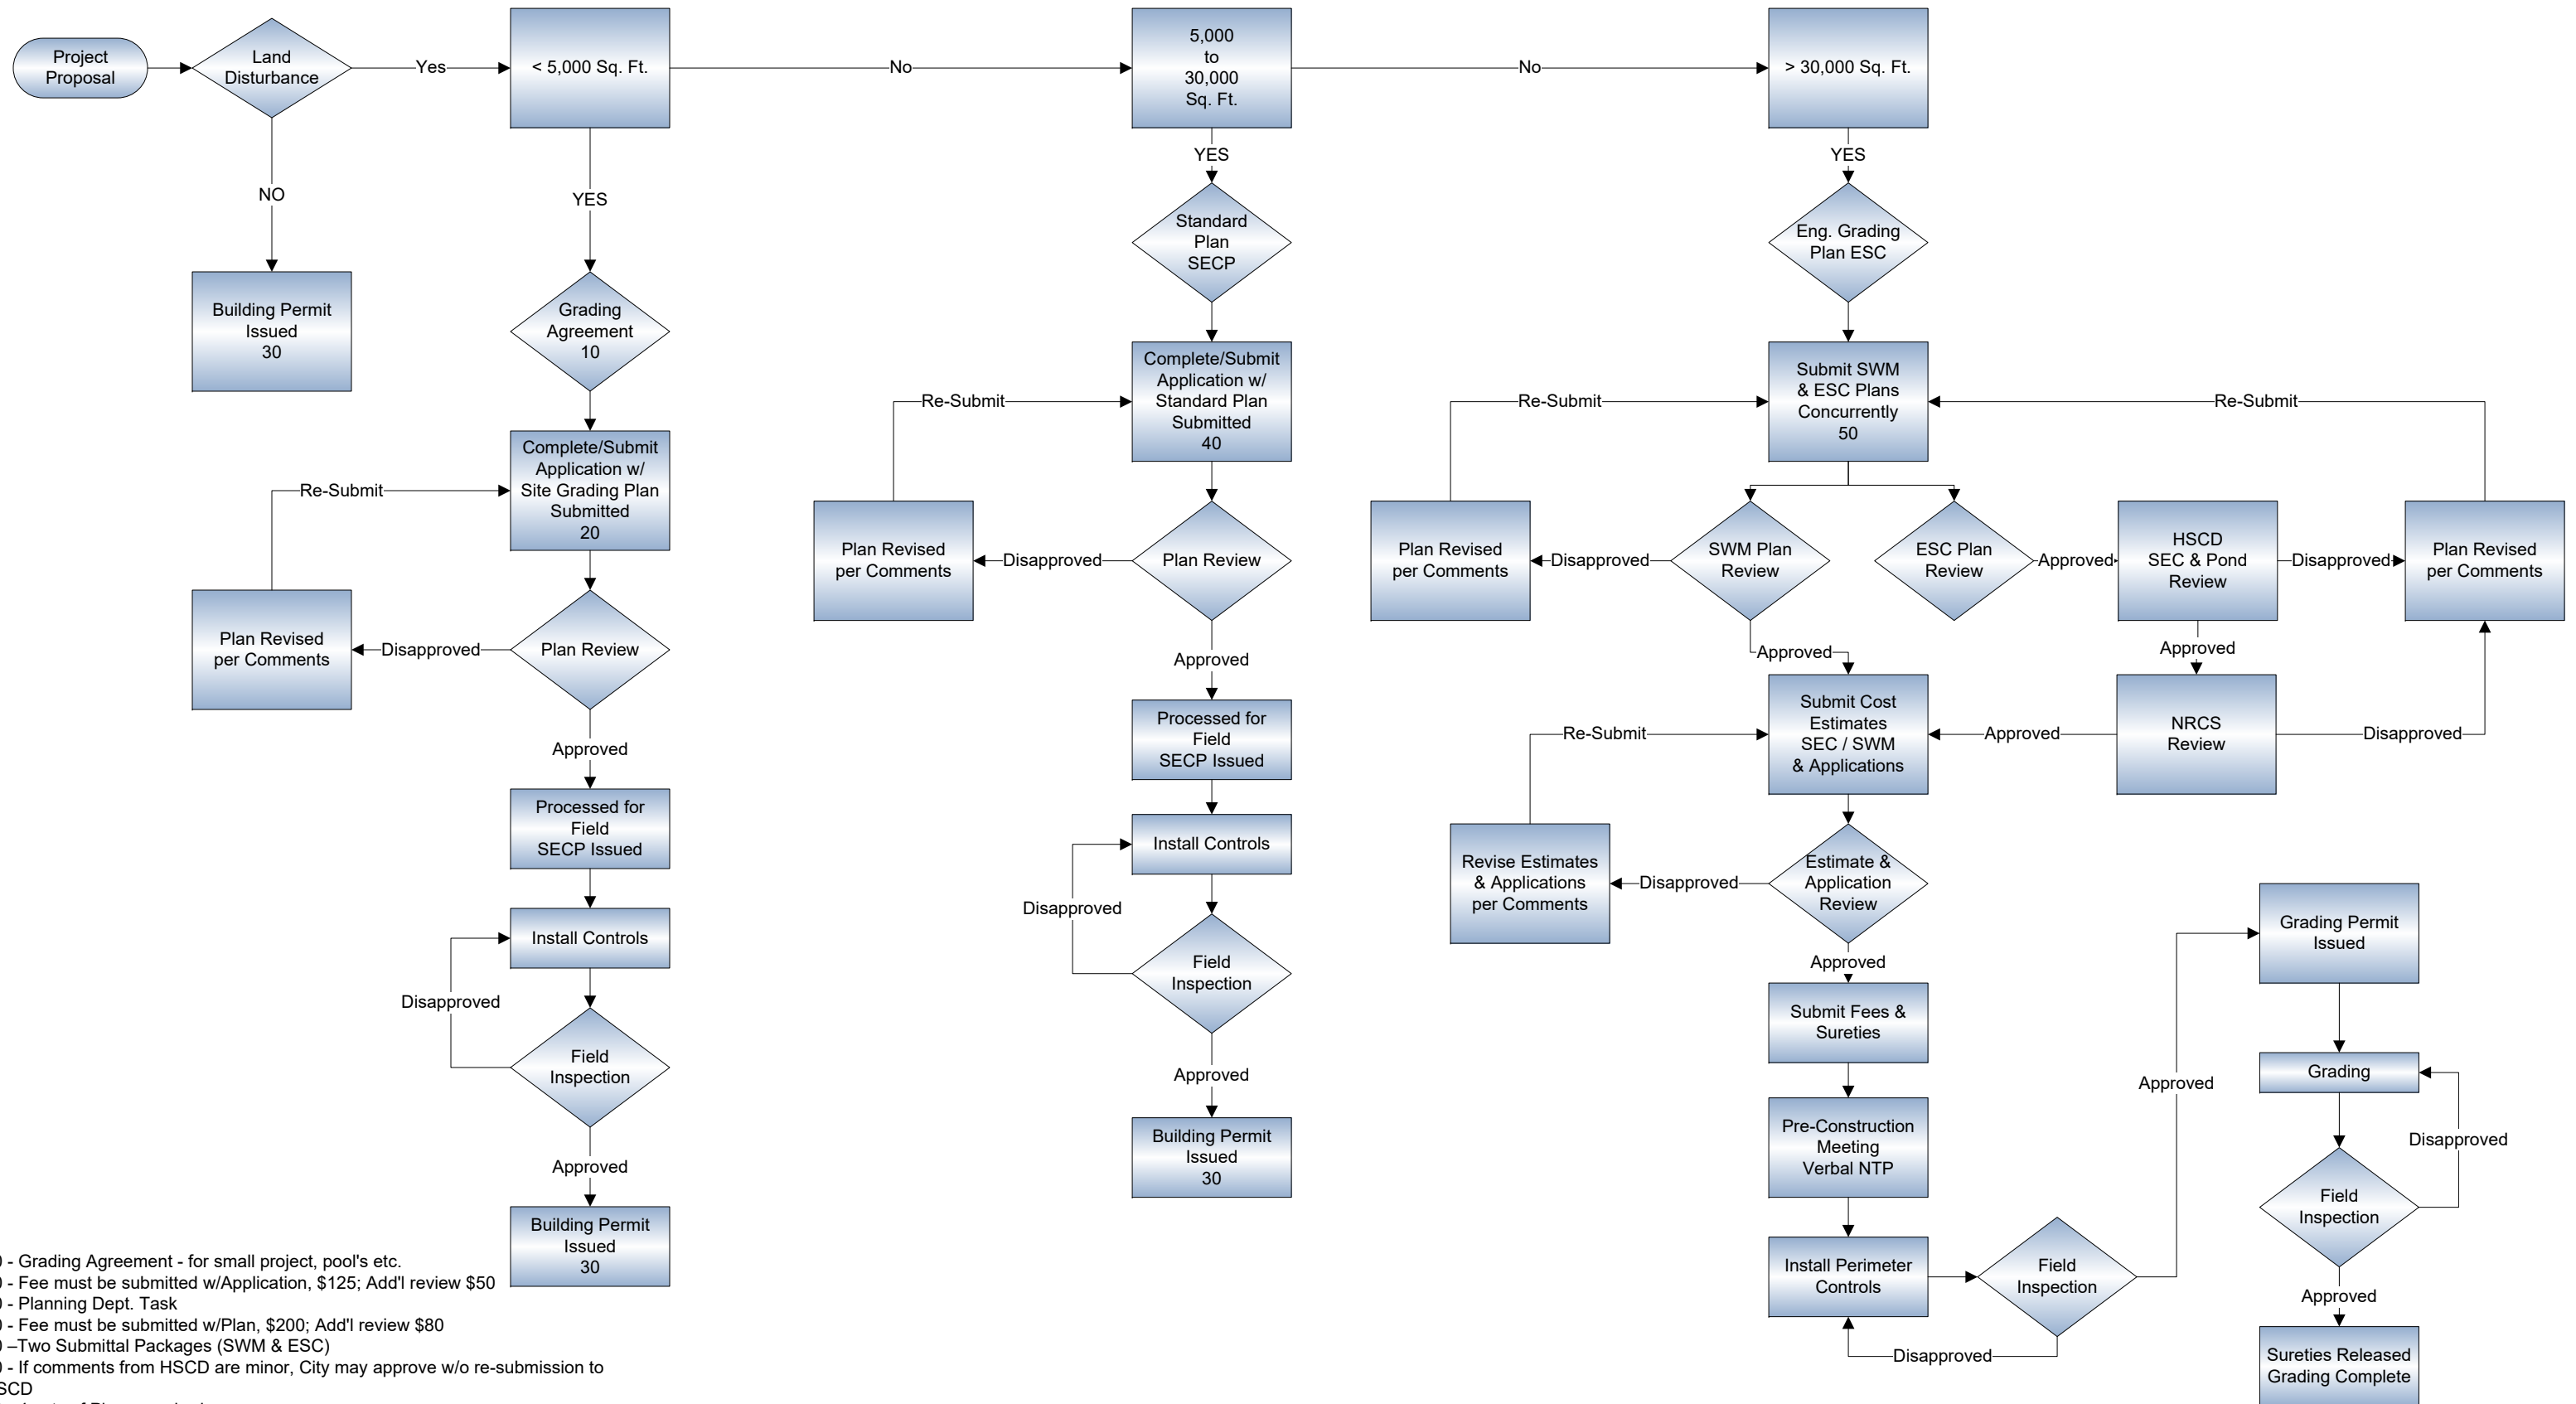 Project
Proposal
Land
Disturbance
Yes
< 5,000 Sq. Ft.
No
5,000
to
30,000
Sq. Ft.
No
> 30,000 Sq. Ft.
NO
Building Permit
Issued
30
YES
Grading
Agreement
10
Complete/Submit
Application w/
Site Grading Plan
Submitted
20
Re-Submit
Plan Revised
per Comments
Disapproved
Plan Review
Approved
Processed for
Field
SECP Issued
Install Controls
Disapproved
Field
Inspection
Approved
Building Permit
Issued
30
YES
Standard
Plan
SECP
Complete/Submit
Application w/
Standard Plan
Submitted
40
Re-Submit
Plan Revised
per Comments
Disapproved
Plan Review
Approved
Processed for
Field
SECP Issued
Install Controls
Disapproved
Field
Inspection
Approved
Building Permit
Issued
30
YES
Eng. Grading
Plan ESC
Submit SWM
& ESC Plans
Concurrently
50
Re-Submit
Re-Submit
Plan Revised
per Comments
Disapproved
SWM Plan
Review
ESC Plan
Review
Approved
HSCD
SEC & Pond
Review
Disapproved
Plan Revised
per Comments
Approved
Approved
Submit Cost
Estimates
SEC / SWM
& Applications
Approved
NRCS
Review
Disapproved
Re-Submit
Revise Estimates
& Applications
per Comments
Disapproved
Estimate &
Application
Review
Approved
Submit Fees &
Sureties
Pre-Construction
Meeting
Verbal NTP
Install Perimeter
Controls
Field
Inspection
Disapproved
Approved
Grading Permit
Issued
Grading
Disapproved
Field
Inspection
Approved
Sureties Released
Grading Complete
0 - Grading Agreement - for small project, pool's etc.
0 - Fee must be submitted w/Application, $125; Add'l review $50
0 - Planning Dept. Task
0 - Fee must be submitted w/Plan, $200; Add'l review $80
0 –Two Submittal Packages (SWM & ESC)
0 - If comments from HSCD are minor, City may approve w/o re-submission to
SCD